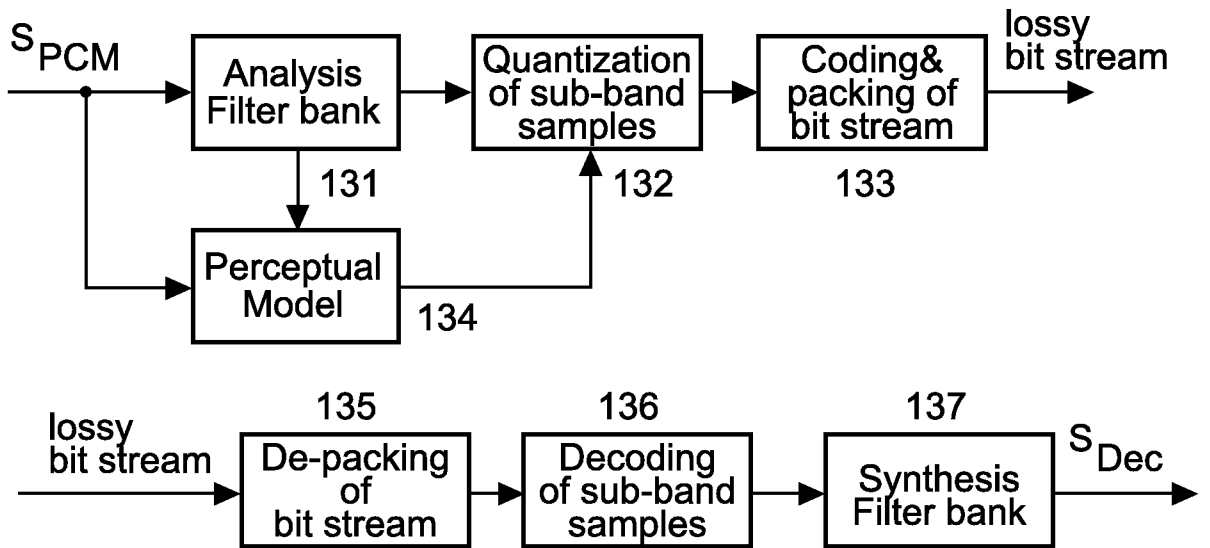 S PCM
Analysis
Filter bank
Quantization
of sub-band
samples
Coding&
packing of
bit stream
lossy
bit stream
131
132
133
Perceptual
Model
134
135
136
137
lossy
bit stream
De-packing
of
bit stream
Decoding
of sub-band
samples
Synthesis
Filter bank
S Dec